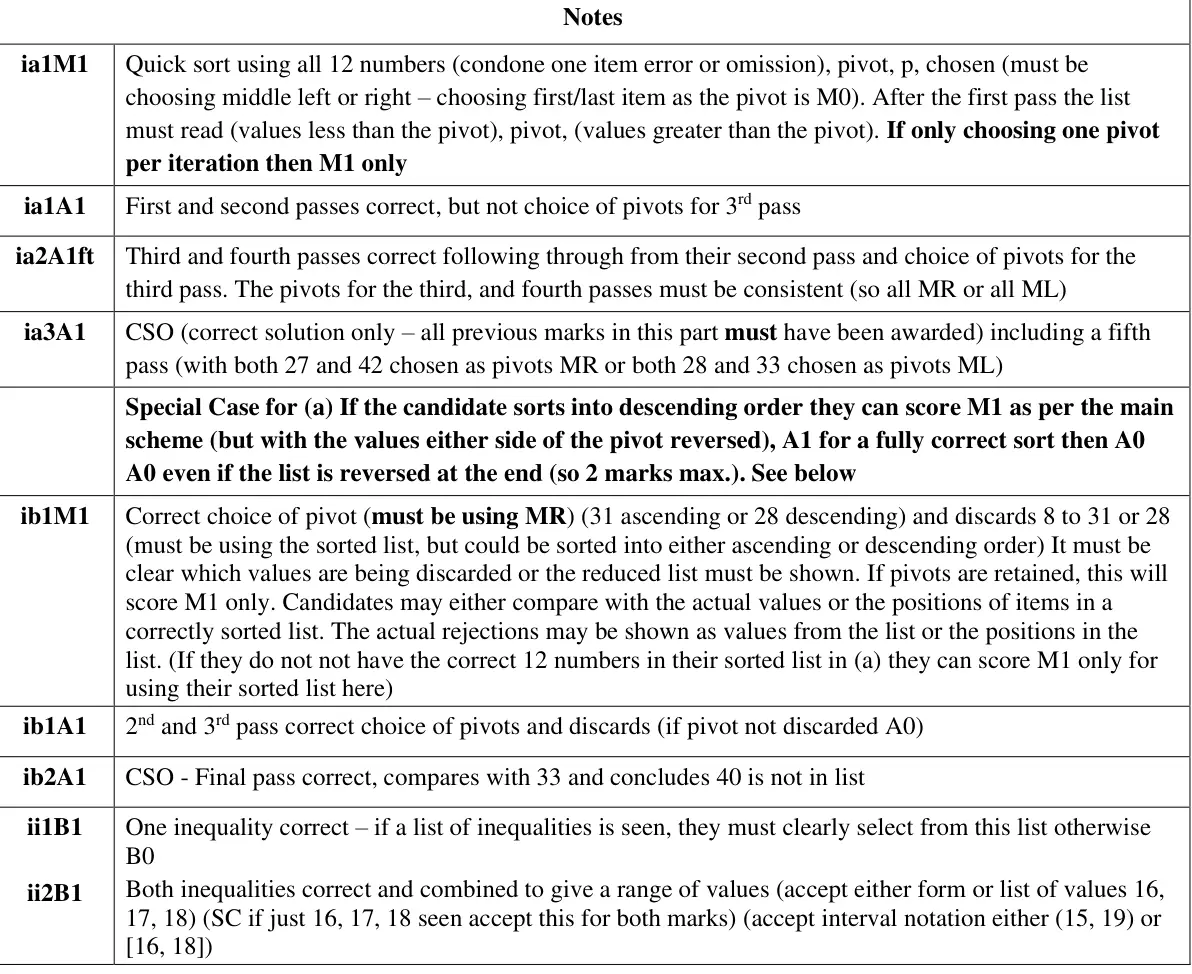 Notes
ia1M1 Quick sort using all 12 numbers (condone one item error or omission), pivot, p, chosen (must be
choosing middle left or right – choosing first/last item as the pivot is M0). After the first pass the list
must read (values less than the pivot), pivot, (values greater than the pivot). If only choosing one pivot
per iteration then M1 only
ia1A1 First and second passes correct, but not choice of pivots for 3rd pass
ia2A1ft Third and fourth passes correct following through from their second pass and choice of pivots for the
third pass. The pivots for the third, and fourth passes must be consistent (so all MR or all ML)
ia3A1 CSO (correct solution only – all previous marks in this part must have been awarded) including a fifth
pass (with both 27 and 42 chosen as pivots MR or both 28 and 33 chosen as pivots ML)
Special Case for (a) If the candidate sorts into descending order they can score M1 as per the main
scheme (but with the values either side of the pivot reversed), A1 for a fully correct sort then A0
A0 even if the list is reversed at the end (so 2 marks max.). See below
ib1M1 Correct choice of pivot (must be using MR) (31 ascending or 28 descending) and discards 8 to 31 or 28
(must be using the sorted list, but could be sorted into either ascending or descending order) It must be
clear which values are being discarded or the reduced list must be shown. If pivots are retained, this will
score M1 only. Candidates may either compare with the actual values or the positions of items in a
correctly sorted list. The actual rejections may be shown as values from the list or the positions in the
list. (If they do not not have the correct 12 numbers in their sorted list in (a) they can score M1 only for
using their sorted list here)
ib1A1 2nd and 3rd pass correct choice of pivots and discards (if pivot not discarded A0)
ib2A1 CSO - Final pass correct, compares with 33 and concludes 40 is not in list
ii1B1 One inequality correct – if a list of inequalities is seen, they must clearly select from this list otherwise
B0
ii2B1 Both inequalities correct and combined to give a range of values (accept either form or list of values 16,
17, 18) (SC if just 16, 17, 18 seen accept this for both marks) (accept interval notation either (15, 19) or
[16, 18])